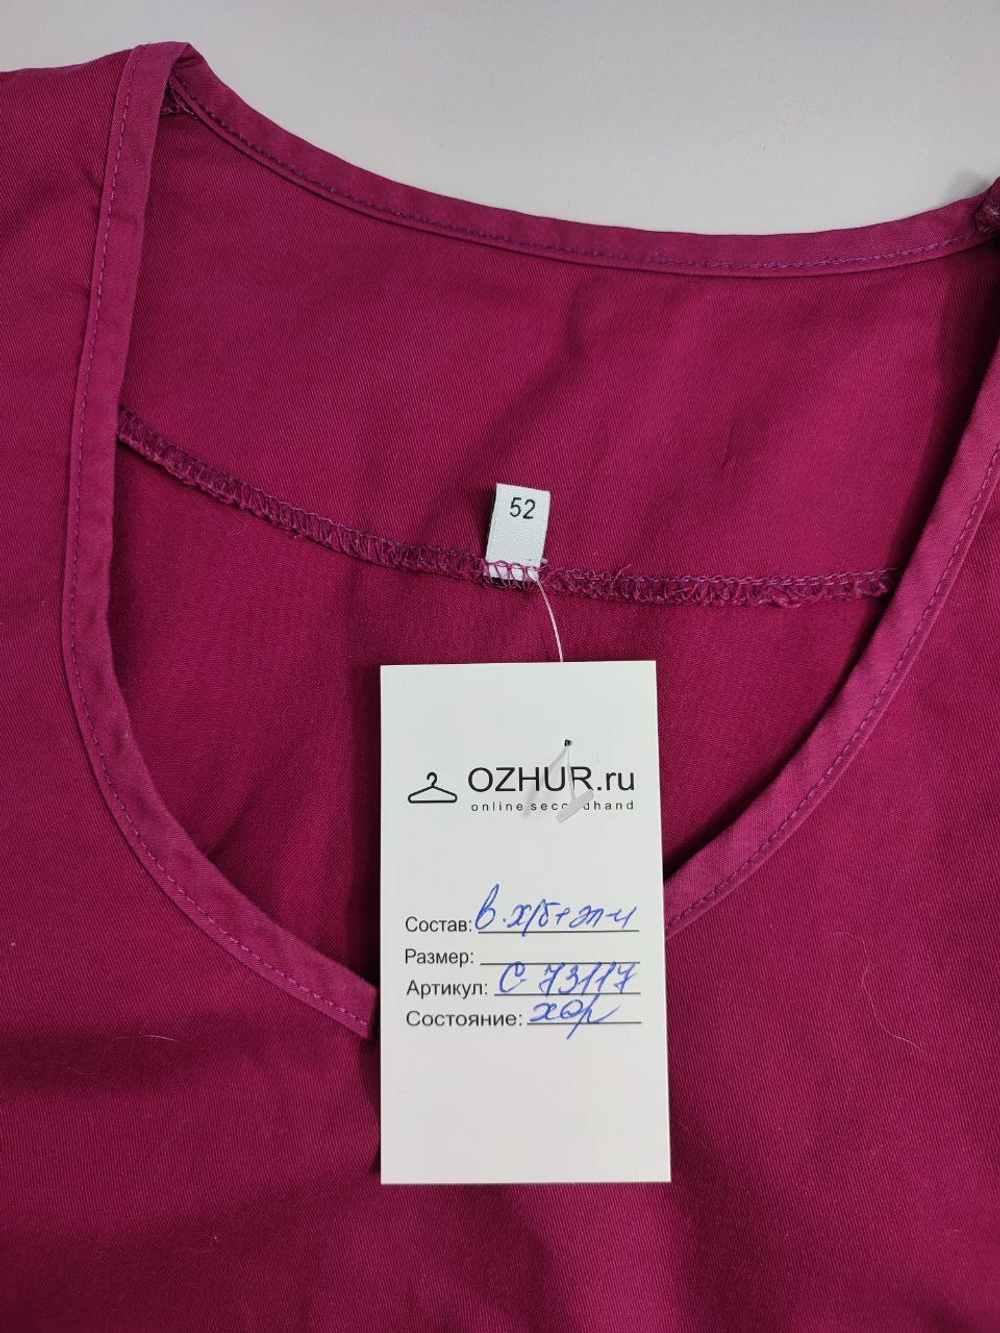 52
OZHUR.ru
online secondhand
Состав: в. х/б+эл-н
Размер:
Артикул: С 73117
Состояние: хор